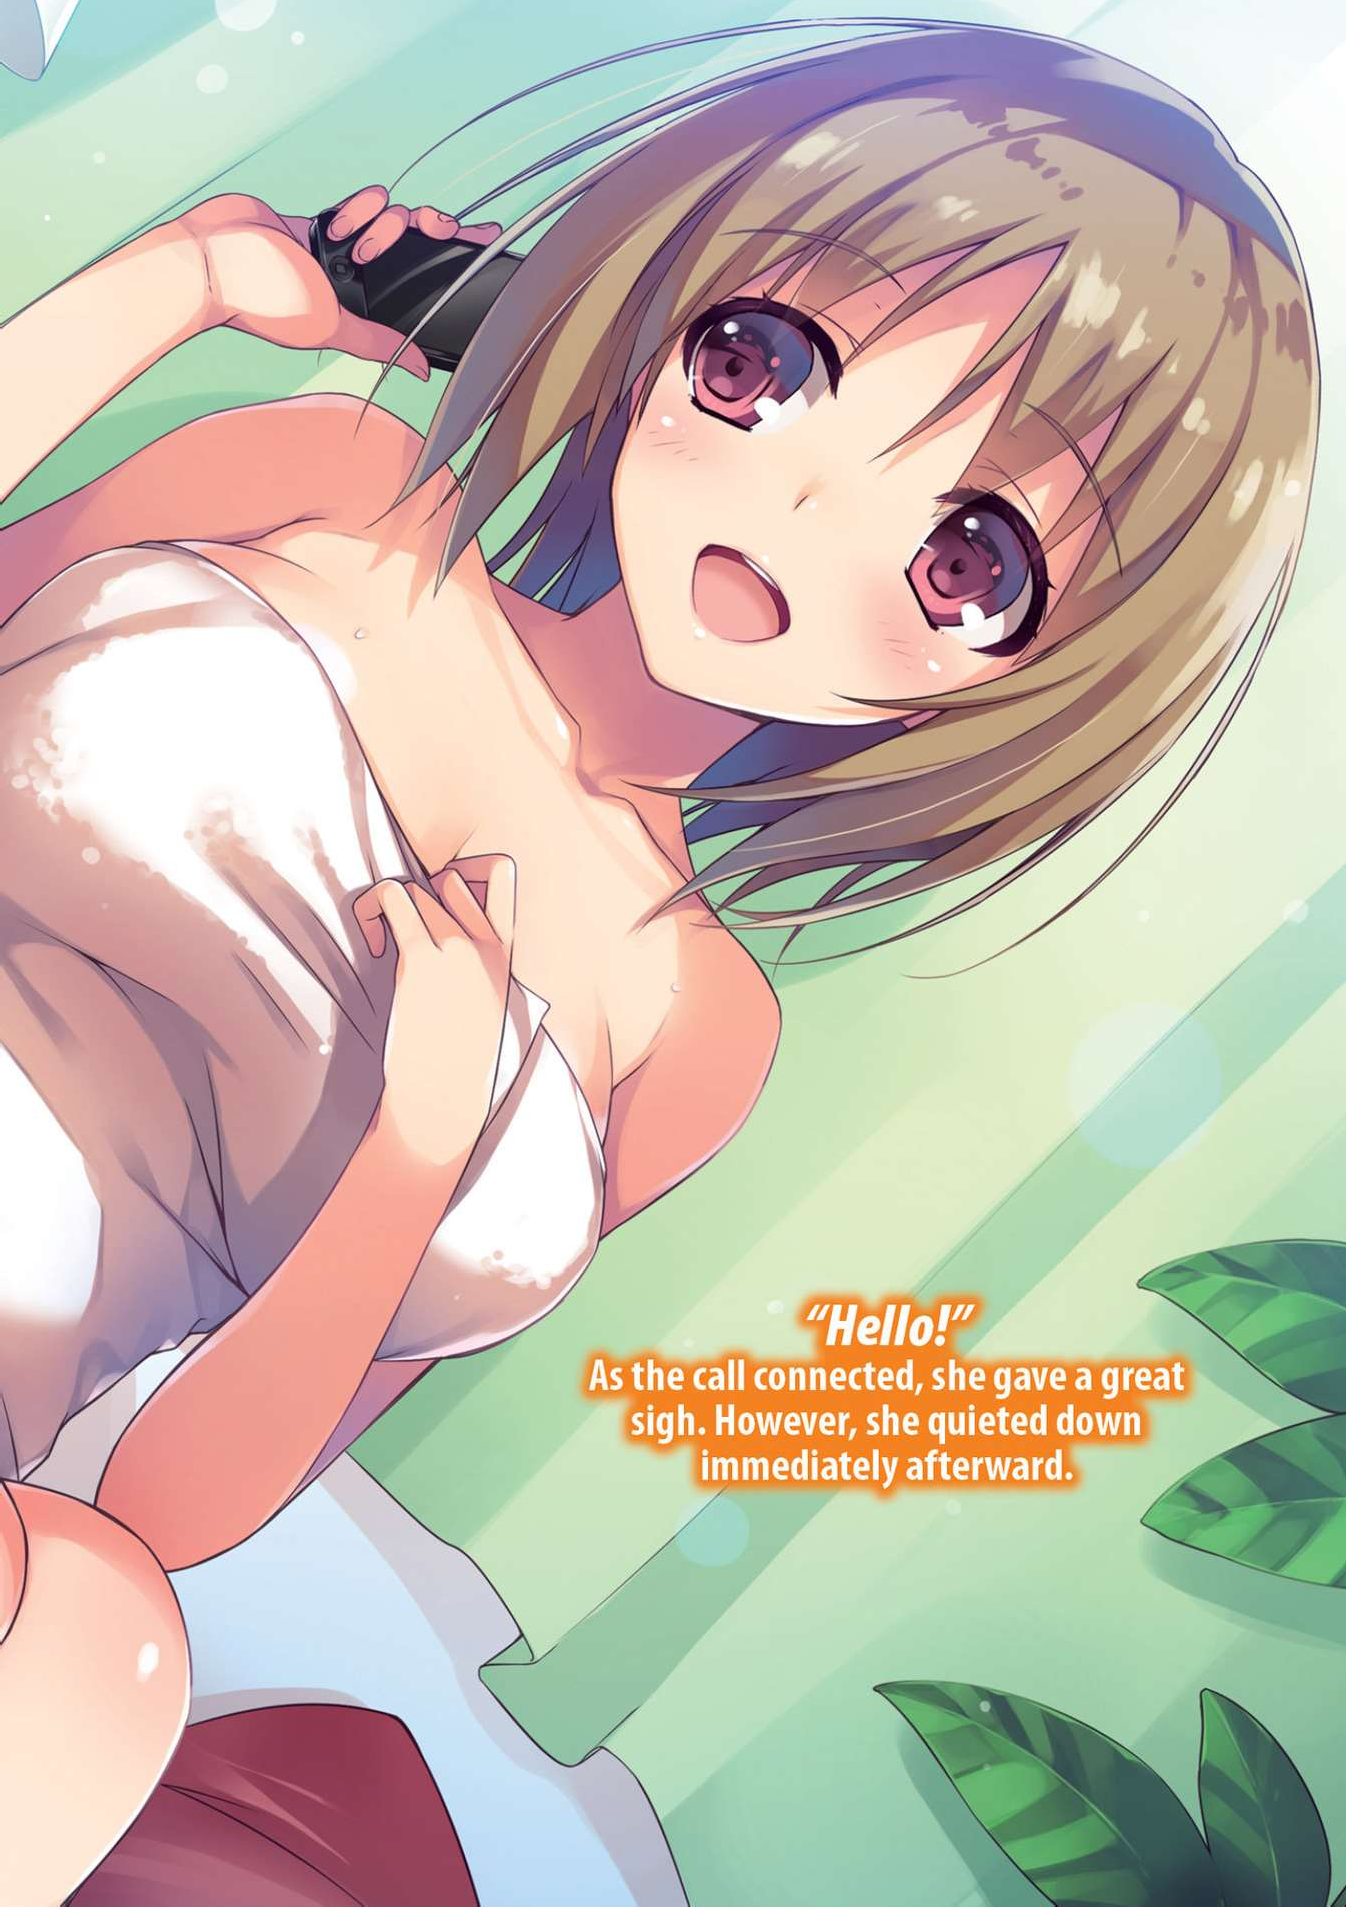 “Hello!”
As the call connected, she gave a great
sigh. However, she quieted down
immediately afterward.